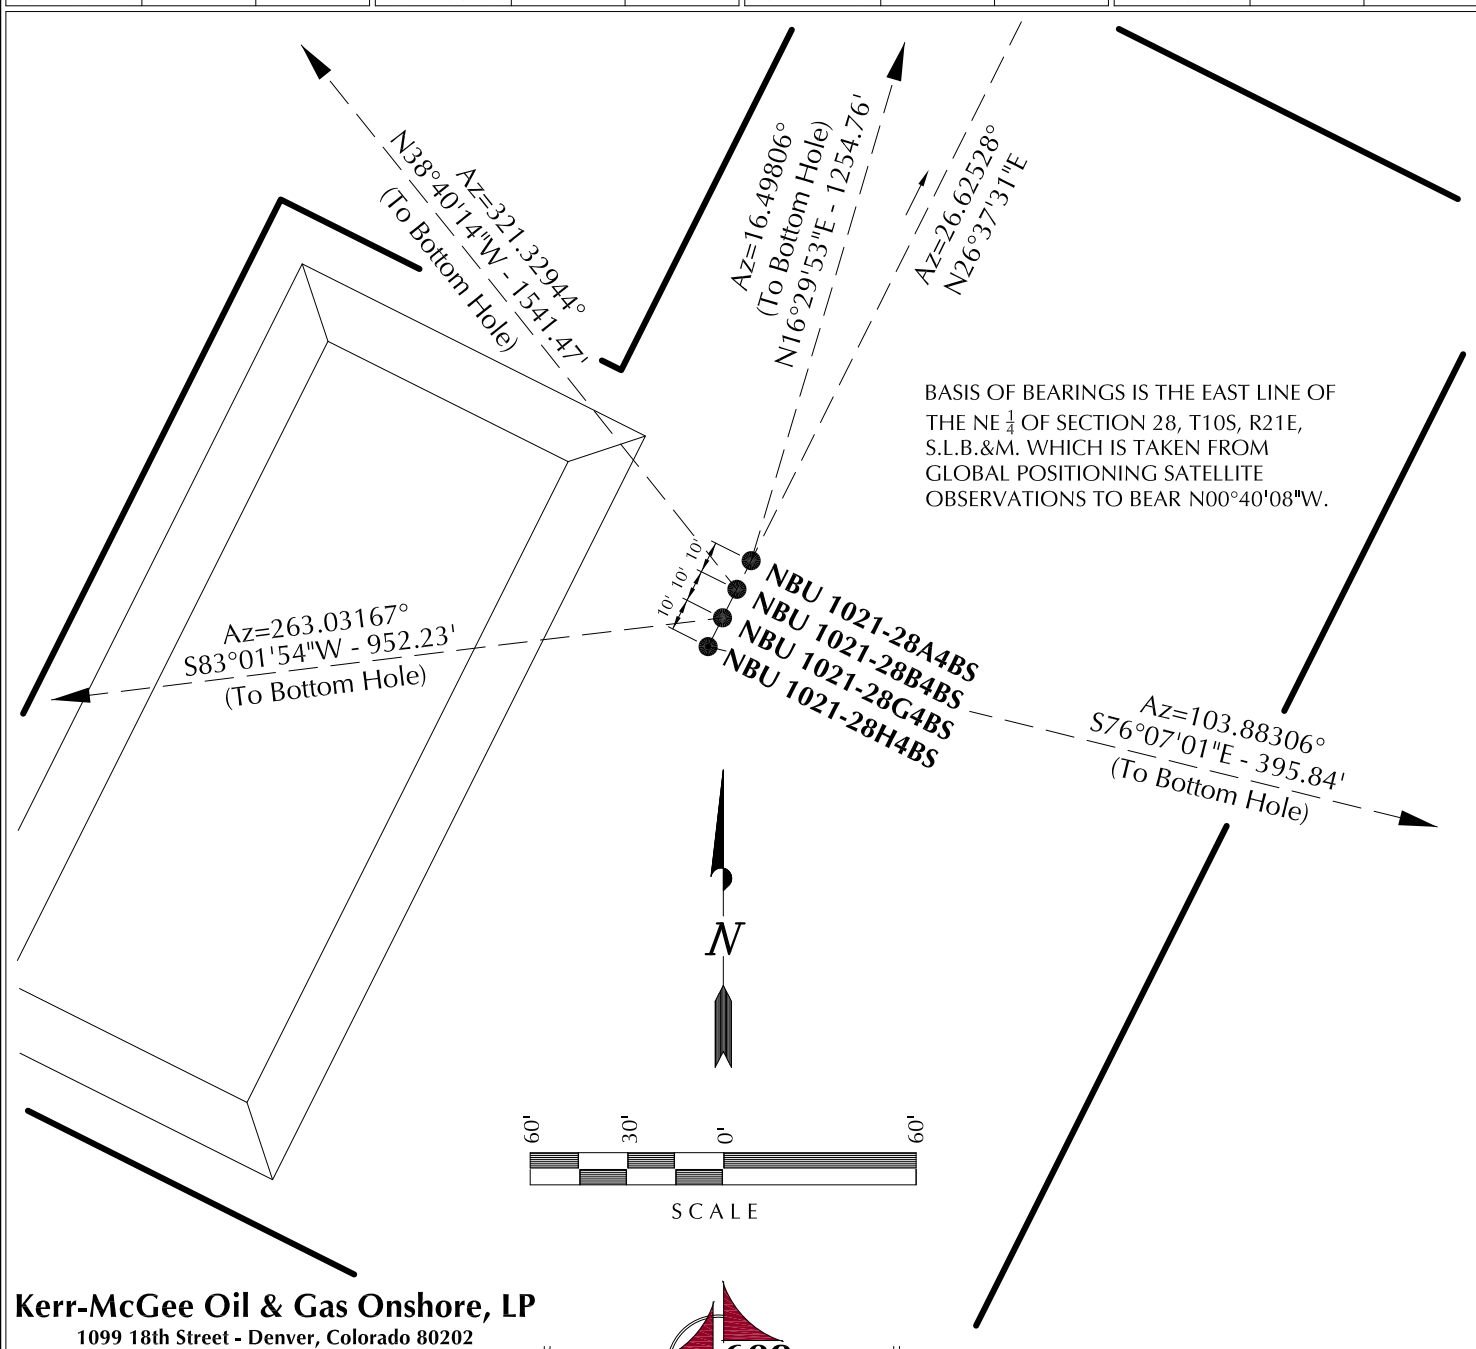 Az=321.32944°
N38°40'14"W - 1541.47'
(To Bottom Hole)
Az=16.49806°
(To Bottom Hole)
N16°29'53"E - 1254.76'
Az=26.62528°
N26°37'31"E
BASIS OF BEARINGS IS THE EAST LINE OF
THE NE 1/4 OF SECTION 28, T10S, R21E,
S.L.B.&M. WHICH IS TAKEN FROM
GLOBAL POSITIONING SATELLITE
OBSERVATIONS TO BEAR N00°40'08"W.
10'
10'
10'
NBU 1021-28A4BS
NBU 1021-28B4BS
NBU 1021-28G4BS
NBU 1021-28H4BS
Az=263.03167°
S83°01'54"W - 952.23'
(To Bottom Hole)
Az=103.88306°
S76°07'01"E - 395.84'
(To Bottom Hole)
N
60' 30' 0' 60'
SCALE
Kerr-McGee Oil & Gas Onshore, LP
1099 18th Street - Denver, Colorado 80202